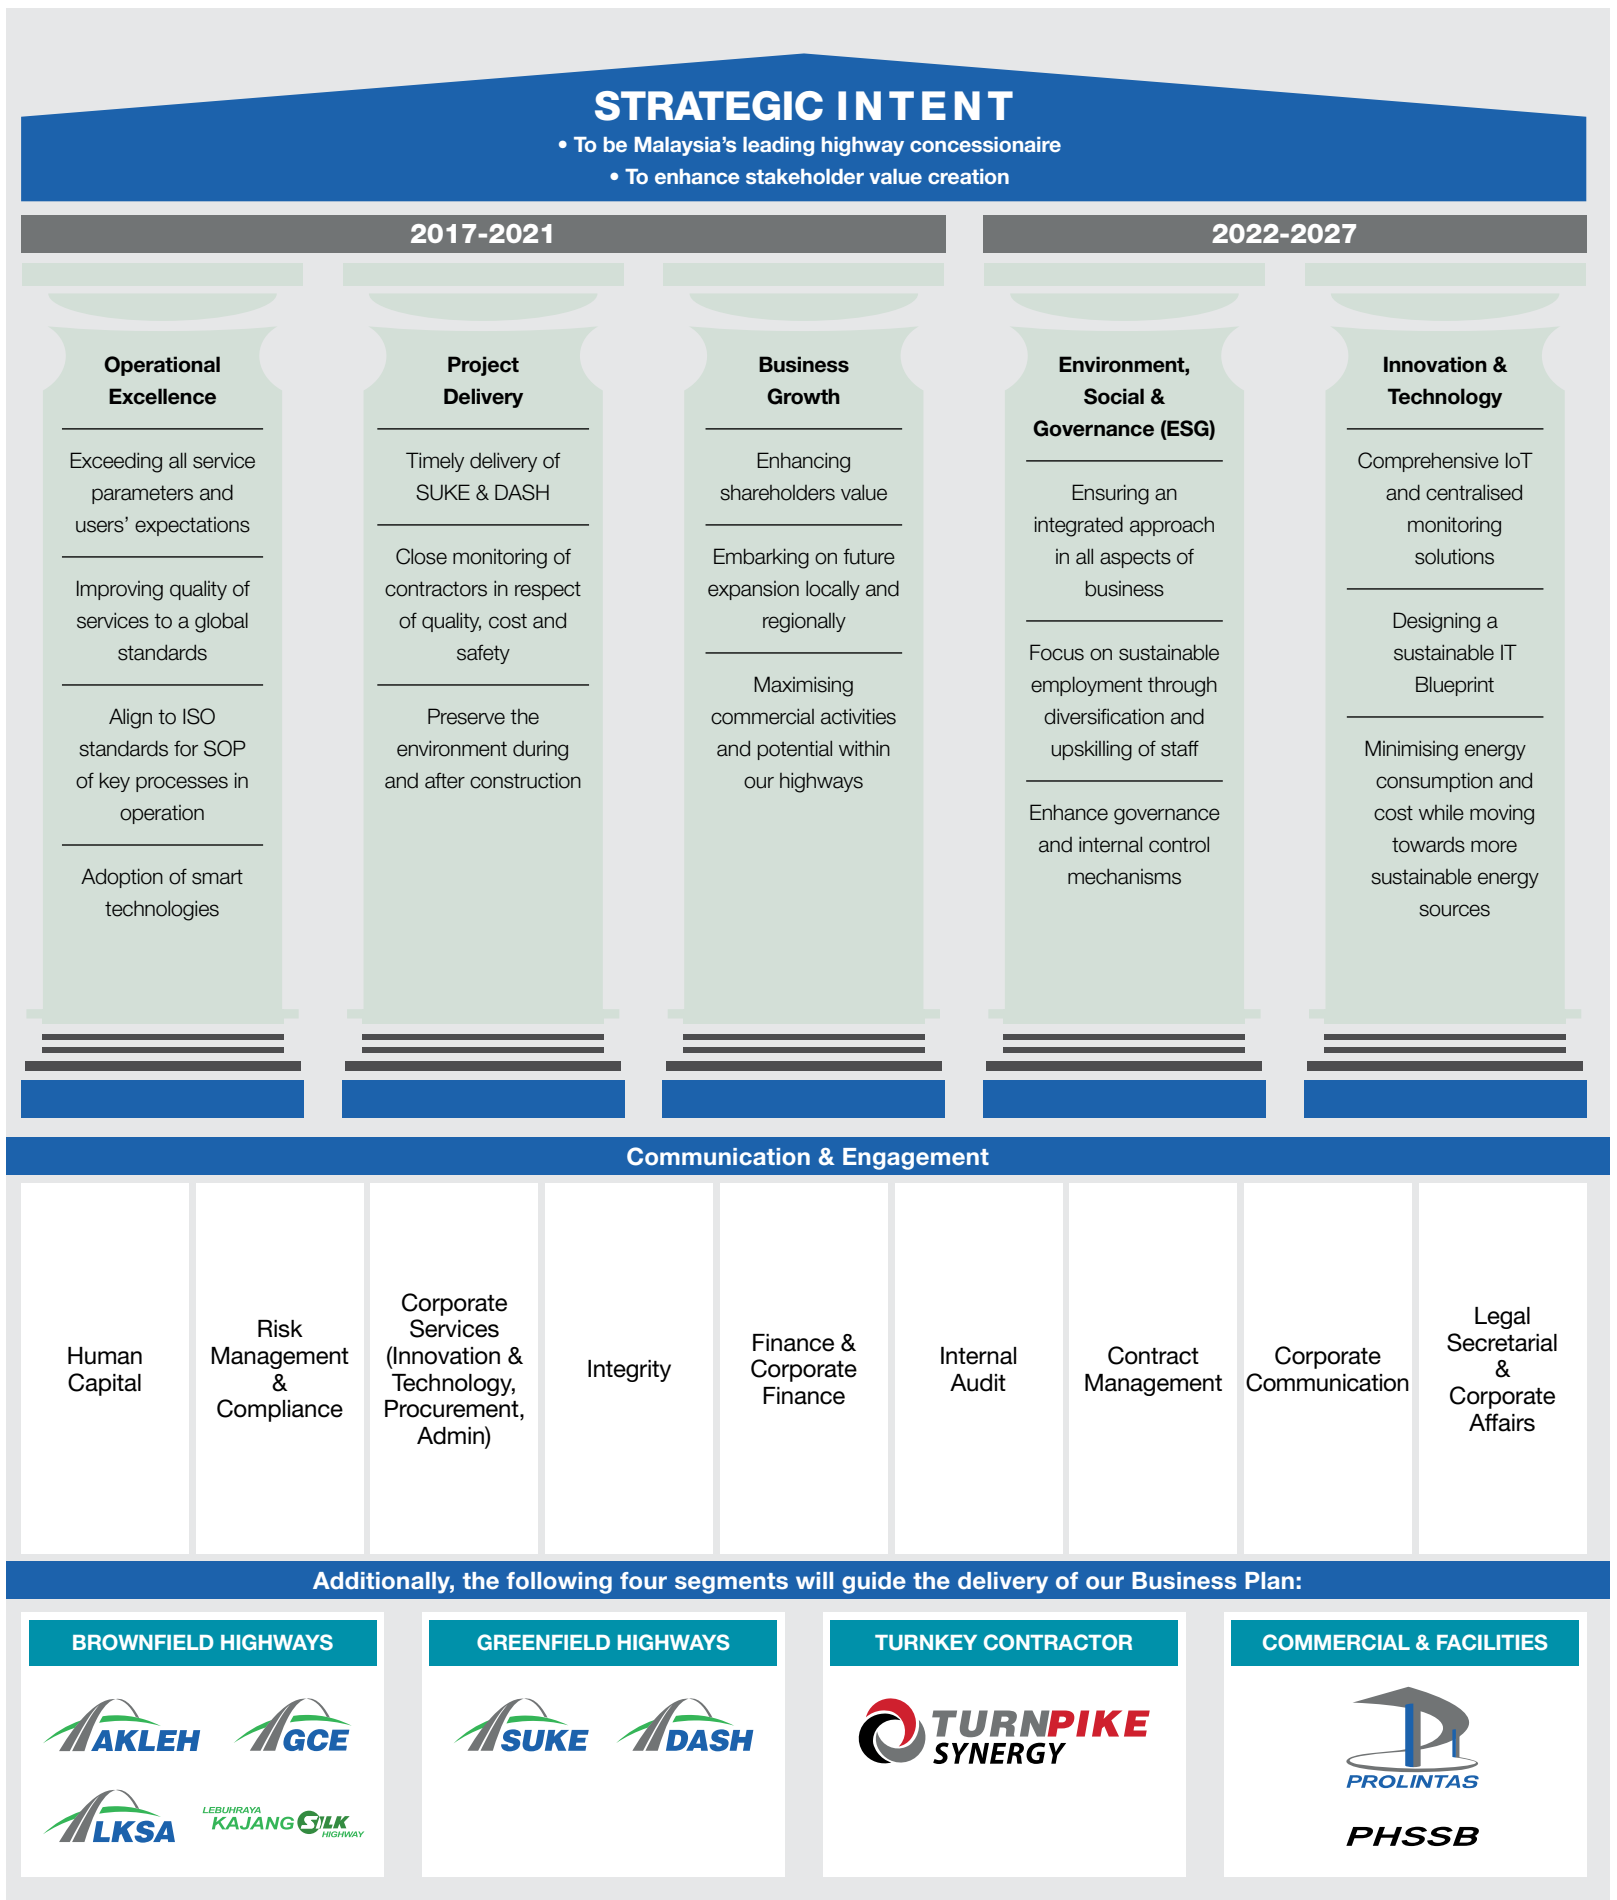 STRATEGIC INTENT
• To be Malaysia's leading highway concessionaire
• To enhance stakeholder value creation
2017-2021
2022-2027
Operational
Excellence
Exceeding all service
parameters and
users' expectations
Improving quality of
services to a global
standards
Align to ISO
standards for SOP
of key processes in
operation
Adoption of smart
technologies
Project
Delivery
Timely delivery of
SUKE & DASH
Close monitoring of
contractors in respect
of quality, cost and
safety
Preserve the
environment during
and after construction
Business
Growth
Enhancing
shareholders value
Embarking on future
expansion locally and
regionally
Maximising
commercial activities
and potential within
our highways
Environment,
Social &
Governance (ESG)
Ensuring an
integrated approach
in all aspects of
business
Focus on sustainable
employment through
diversification and
upskilling of staff
Enhance governance
and internal control
mechanisms
Innovation &
Technology
Comprehensive IoT
and centralised
monitoring
solutions
Designing a
sustainable IT
Blueprint
Minimising energy
consumption and
cost while moving
towards more
sustainable energy
sources
Communication & Engagement
Human
Capital
Risk
Management
&
Compliance
Corporate
Services
(Innovation &
Technology,
Procurement,
Admin)
Integrity
Finance &
Corporate
Finance
Internal
Audit
Contract
Management
Corporate
Communication
Legal
Secretarial
&
Corporate
Affairs
Additionally, the following four segments will guide the delivery of our Business Plan:
BROWNFIELD HIGHWAYS
AKLEH
GCE
LKSA
LEBUHRAYA
KAJANG SILK
HIGHWAY
GREENFIELD HIGHWAYS
SUKE
DASH
TURNKEY CONTRACTOR
TURNPIKE
SYNERGY
COMMERCIAL & FACILITIES
PROLINTAS
PHSSB